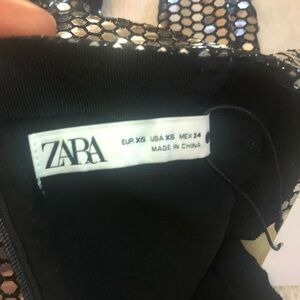 ZARA
EUR XS USA XS MEX 24
MADE IN CHINA